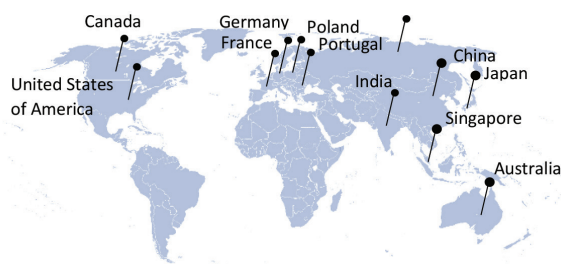 Canada
Germany
Poland
France
Portugal
China
Japan
United States
of America
India
Singapore
Australia